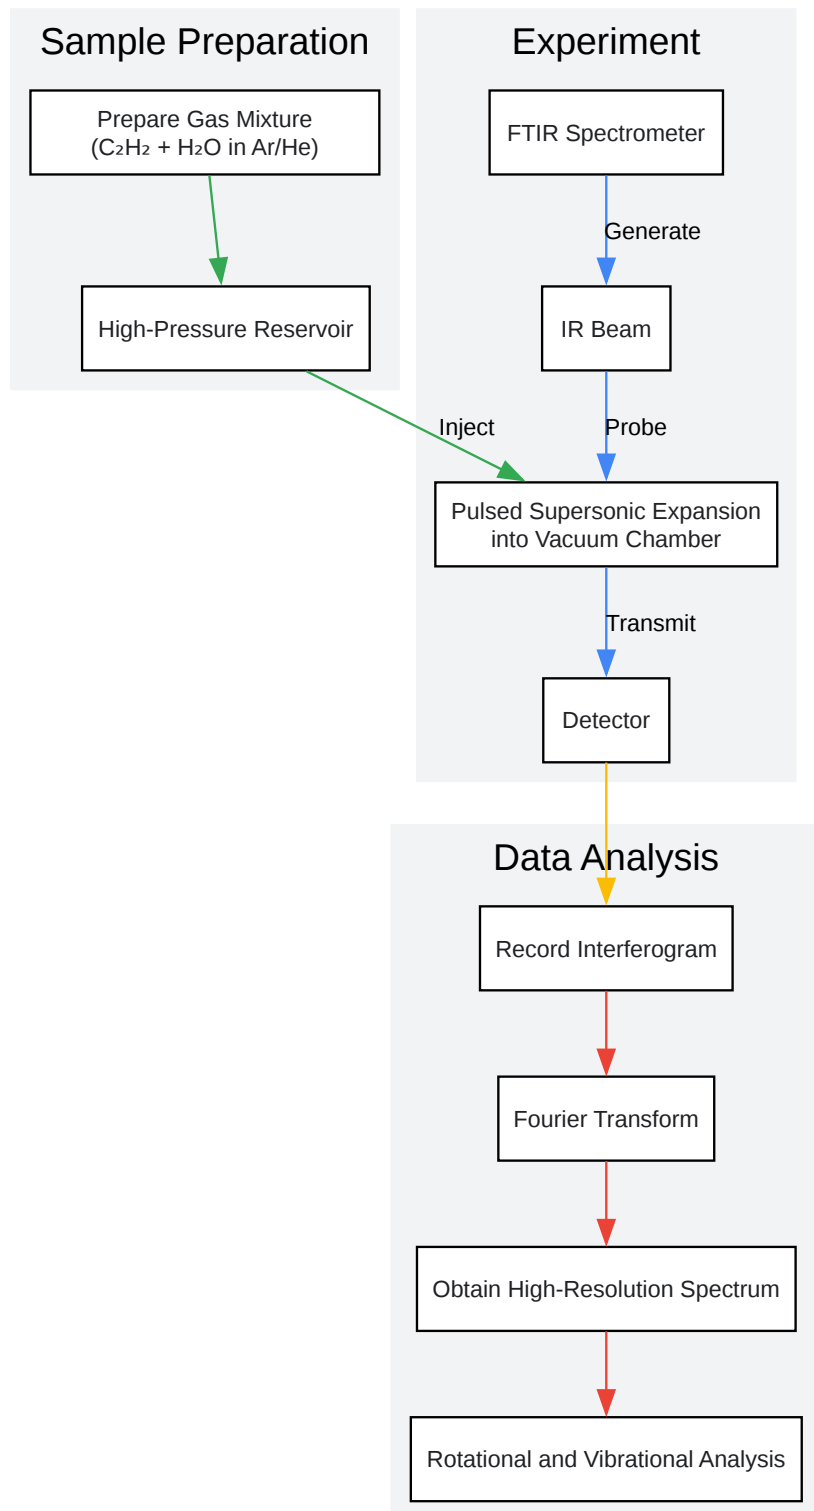 Sample Preparation
Prepare Gas Mixture
(C₂H₂ + H₂O in Ar/He)
High-Pressure Reservoir
Inject
Experiment
FTIR Spectrometer
Generate
IR Beam
Probe
Pulsed Supersonic Expansion
into Vacuum Chamber
Transmit
Detector
Data Analysis
Record Interferogram
Fourier Transform
Obtain High-Resolution Spectrum
Rotational and Vibrational Analysis